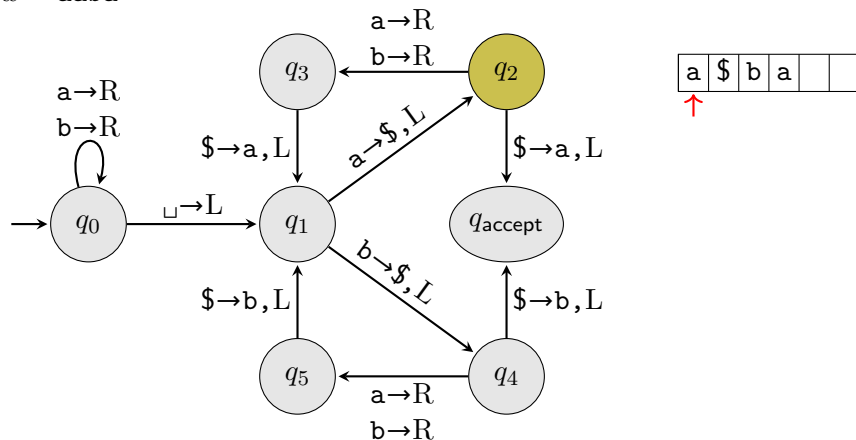 a→R
b→R
q3
q2
a $ b a
a→R
b→R
$→a,L
a→$,L
$→a,L
q0
␣→L
q1
qaccept
$→b,L
b→$,L
$→b,L
q5
q4
a→R
b→R